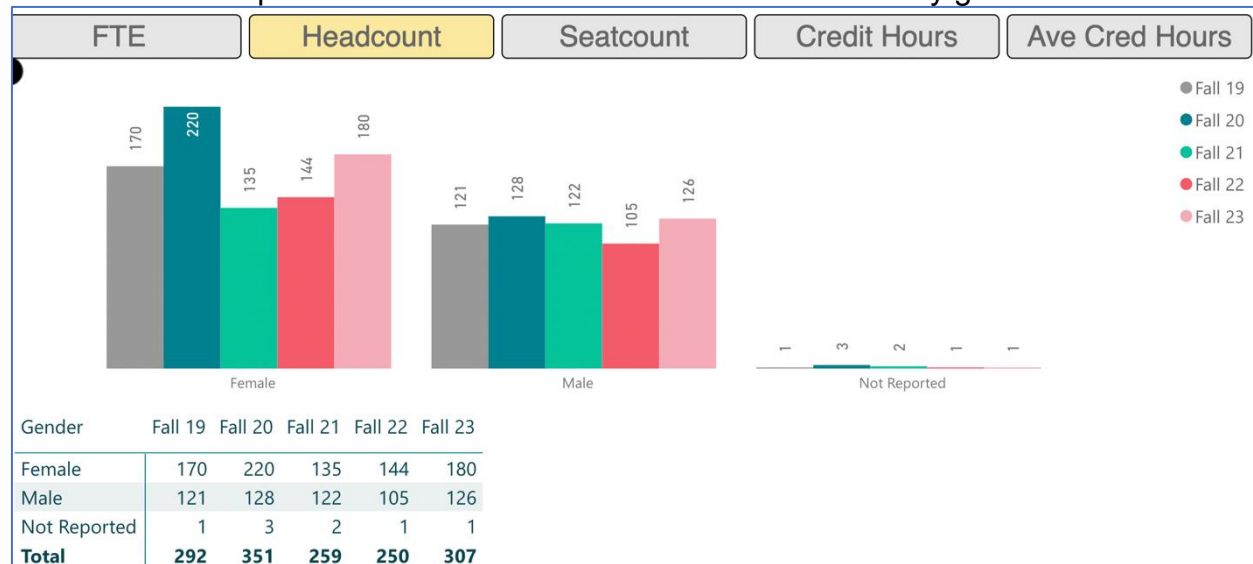 FTE Headcount Seatcount Credit Hours Ave Cred Hours
Fall 19
Fall 20
Fall 21
Fall 22
Fall 23
170 220 135 144 180
121 128 122 105 126
1 3 2 1 1
Female Male Not Reported
Gender Fall 19 Fall 20 Fall 21 Fall 22 Fall 23
Female 170 220 135 144 180
Male 121 128 122 105 126
Not Reported 1 3 2 1 1
Total 292 351 259 250 307